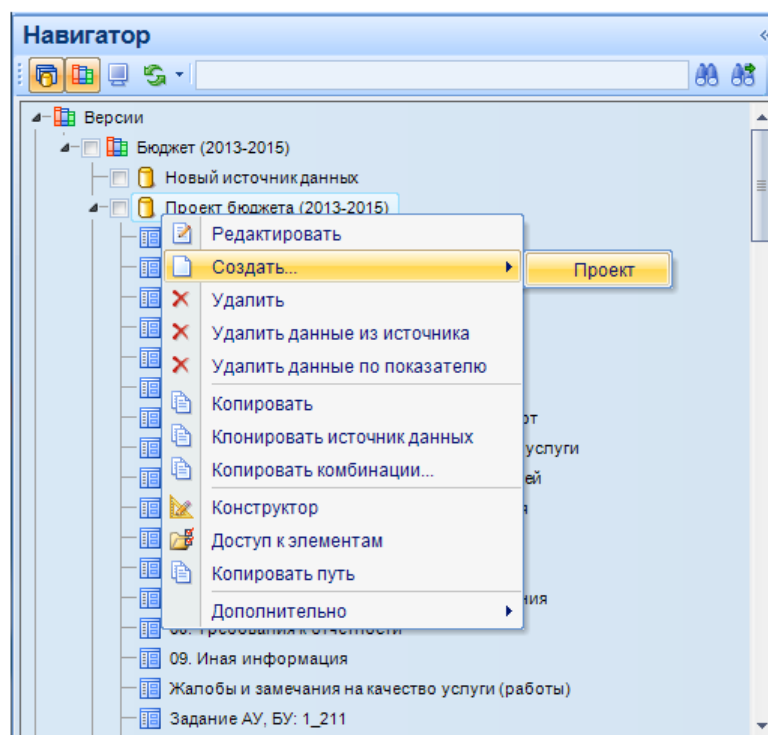 Навигатор
Версии
Бюджет (2013-2015)
Новый источник данных
Проект бюджета (2013-2015)
Редактировать
Создать...
Проект
Удалить
Удалить данные из источника
Удалить данные по показателю
Копировать
Клонировать источник данных
услуги
Копировать комбинации...
Конструктор
Доступ к элементам
Копировать путь
Дополнительно
09. Иная информация
Жалобы и замечания на качество услуги (работы)
Задание АУ, БУ: 1_211